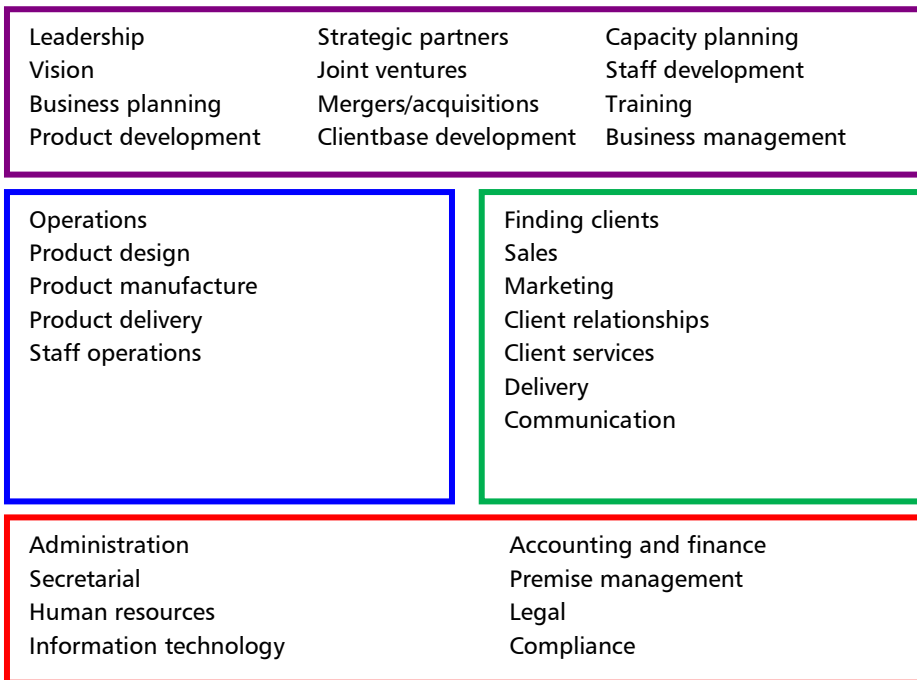 Leadership
Vision
Business planning
Product development
Strategic partners
Joint ventures
Mergers/acquisitions
Clientbase development
Capacity planning
Staff development
Training
Business management
Operations
Product design
Product manufacture
Product delivery
Staff operations
Finding clients
Sales
Marketing
Client relationships
Client services
Delivery
Communication
Administration
Secretarial
Human resources
Information technology
Accounting and finance
Premise management
Legal
Compliance